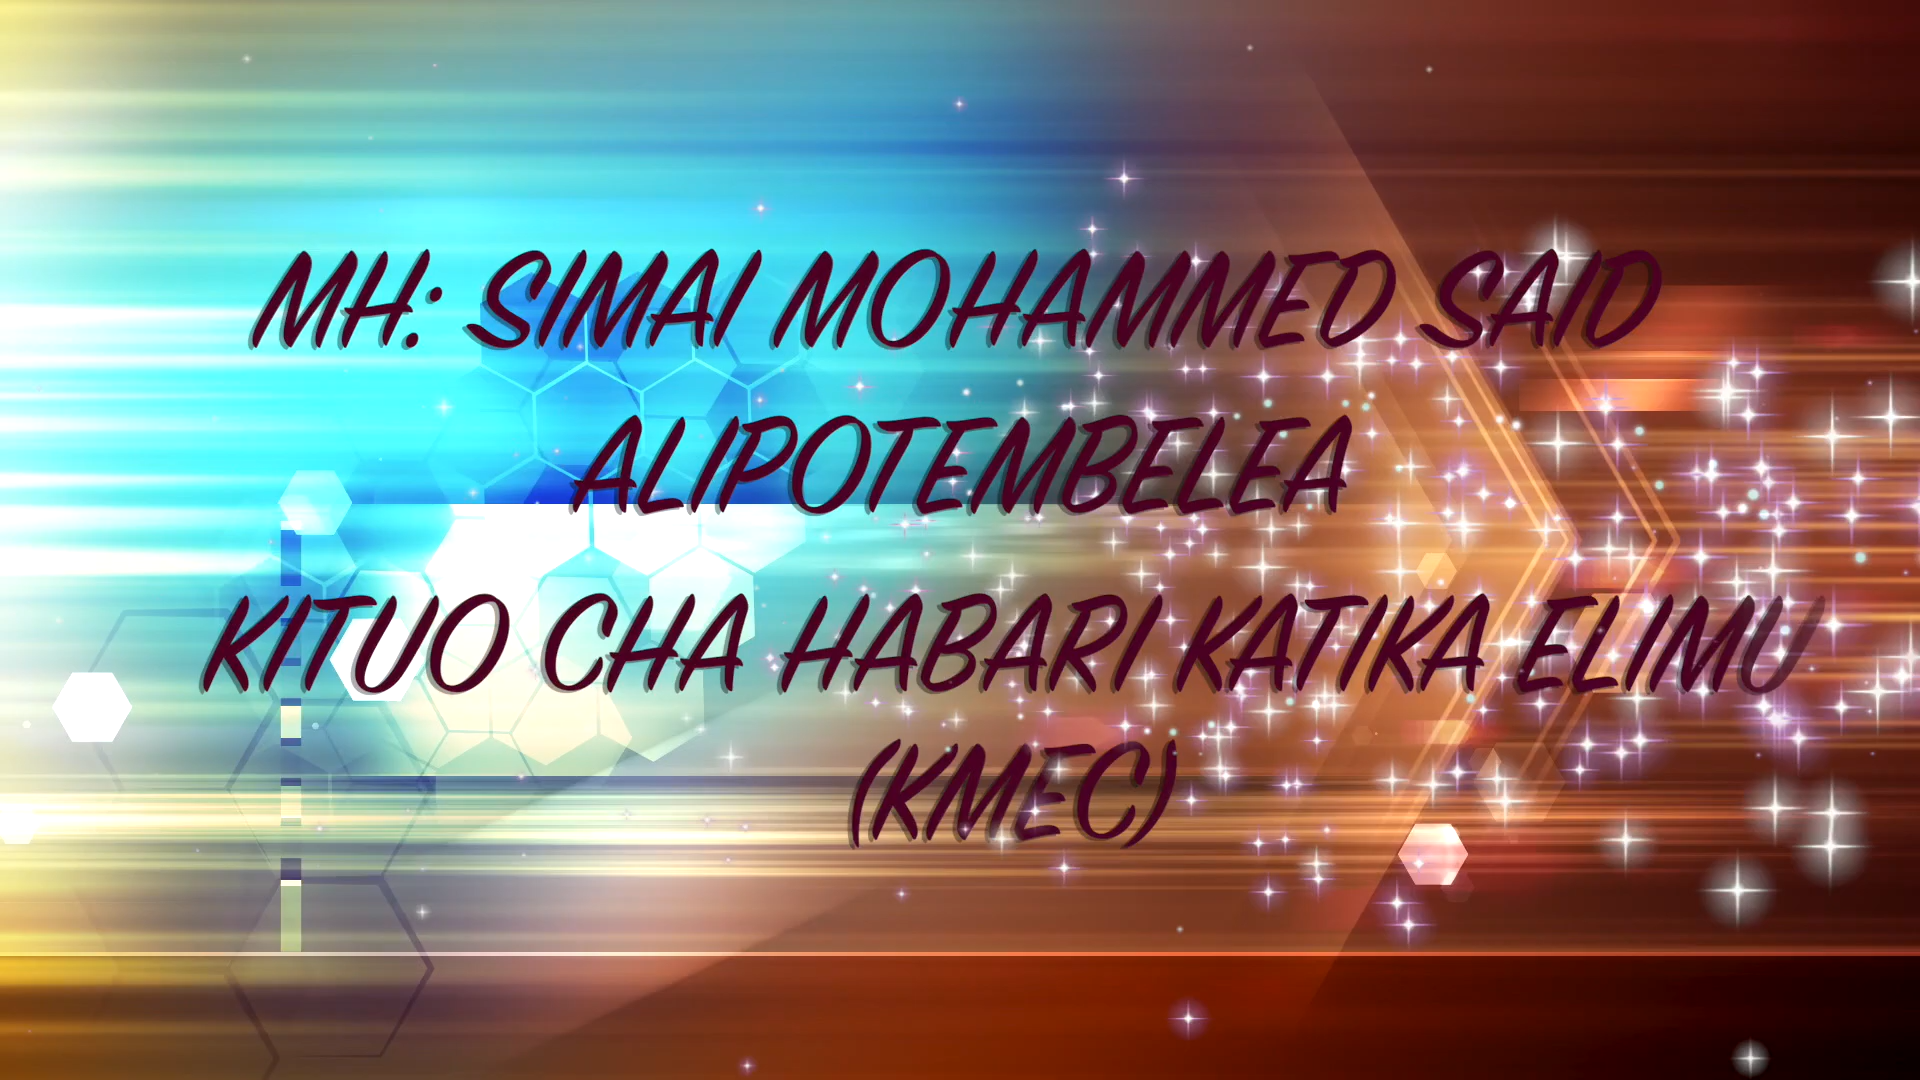 MH: SIMAI MOHAMMED SAID
ALIPOTEMBELEA
KITUO CHA HABARI KATIKA ELIMU
(KMEC)